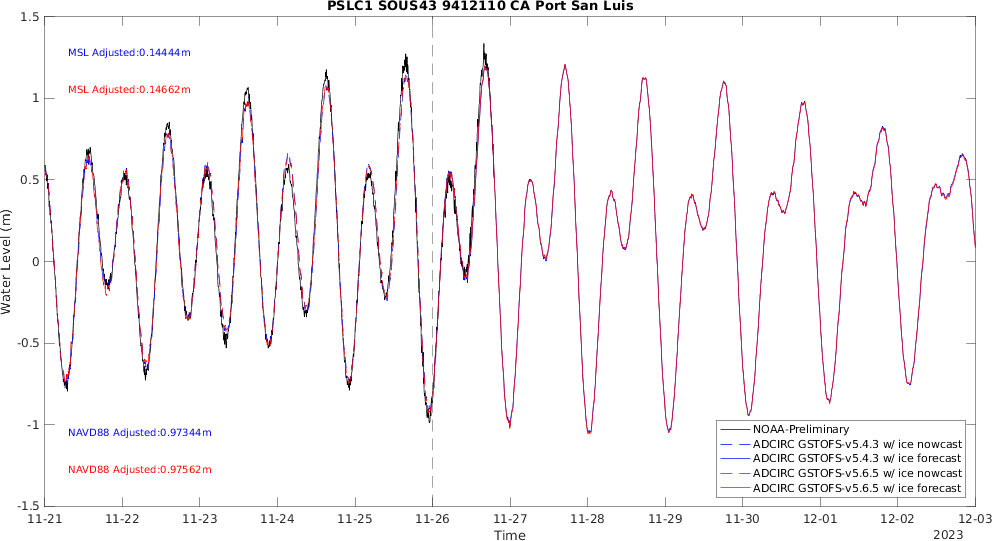 PSLC1 SOUS43 9412110 CA Port San Luis
1.5
MSL Adjusted:0.14444m
MSL Adjusted:0.14662m
1
0.5
0
-0.5
-1
-1.5
Water Level (m)
NAVD88 Adjusted:0.97344m
NAVD88 Adjusted:0.97562m
NOAA-Preliminary
ADCIRC GSTOFS-v5.4.3 w/ ice nowcast
ADCIRC GSTOFS-v5.4.3 w/ ice forecast
ADCIRC GSTOFS-v5.6.5 w/ ice nowcast
ADCIRC GSTOFS-v5.6.5 w/ ice forecast
11-21 11-22 11-23 11-24 11-25 11-26 11-27 11-28 11-29 11-30 12-01 12-02 12-03
Time
2023